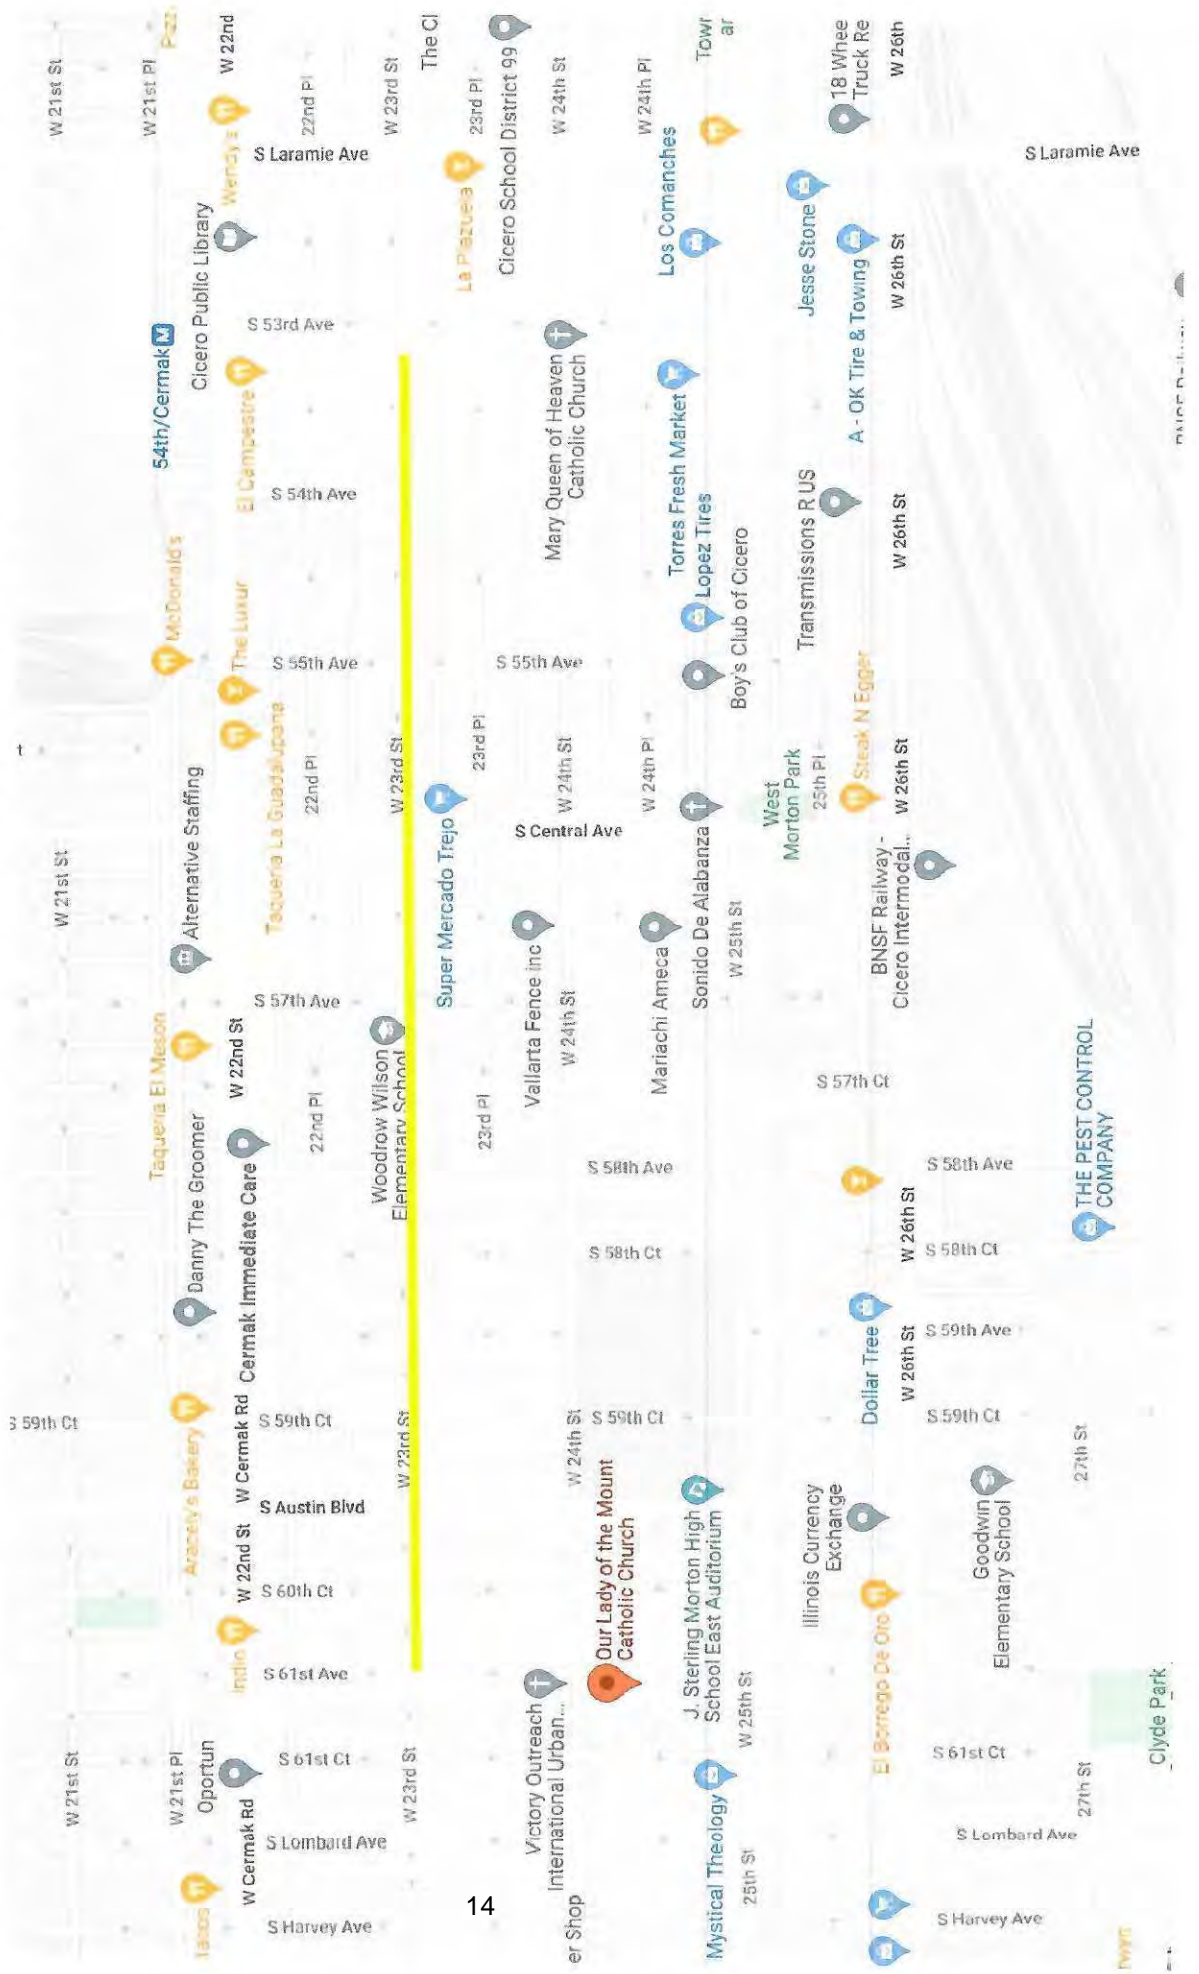 W 21st St
W 21st Pl
W 22nd
22nd Pl
W 23rd St
The Cl
23rd Pl
Cicero School District 99
W 24th St
W 24th Pl
Towr
ar
18 Whee
Truck Re
W 26th
Wendy's
S Laramie Ave
La Plazuela
Los Comanches
Jesse Stone
S Laramie Ave
Cicero Public Library
A - OK Tire & Towing
W 26th St
54th/Cermak M
S 53rd Ave
El Campestre
S 54th Ave
Mary Queen of Heaven
Catholic Church
Torres Fresh Market
Lopez Tires
Boy's Club of Cicero
Transmissions R US
W 26th St
McDonald's
The Luxur
S 55th Ave
S 55th Ave
Taqueria La Guadalupana
22nd Pl
W 23rd St
23rd Pl
W 24th St
W 24th Pl
West
Morton Park
25th Pl
Steak N Egger
W 26th St
t
W 21st St
Alternative Staffing
Super Mercado Trejo
S Central Ave
Sonido De Alabanza
W 25th St
BNSF Railway -
Cicero Intermodal...
S 57th Ave
Vallarta Fence inc
W 24th St
Mariachi Ameca
Taqueria El Meson
W 22nd St
22nd Pl
Woodrow Wilson
Elementary School
23rd Pl
S 57th Ct
S 58th Ave
S 58th Ave
THE PEST CONTROL
COMPANY
Danny The Groomer
Cermak Immediate Care
S 58th Ct
W 26th St
S 58th Ct
Dollar Tree
W 26th St
S 59th Ave
S 59th Ct
Aracely's Bakery
W Cermak Rd
S 59th Ct
W 23rd St
W 24th St
S 59th Ct
S 59th Ct
27th St
S Austin Blvd
W 22nd St
S 60th Ct
Our Lady of the Mount
Catholic Church
J. Sterling Morton High
School East Auditorium
W 25th St
Illinois Currency
Exchange
Goodwin
Elementary School
Indio
S 61st Ave
Victory Outreach
International Urban...
El Borrego De Oro
Clyde Park
W 21st St
W 21st Pl
Oportun
S 61st Ct
W 23rd St
S 61st Ct
27th St
W Cermak Rd
S Lombard Ave
Mystical Theology
25th St
S Lombard Ave
Tacos
S Harvey Ave
er Shop
S Harvey Ave
14